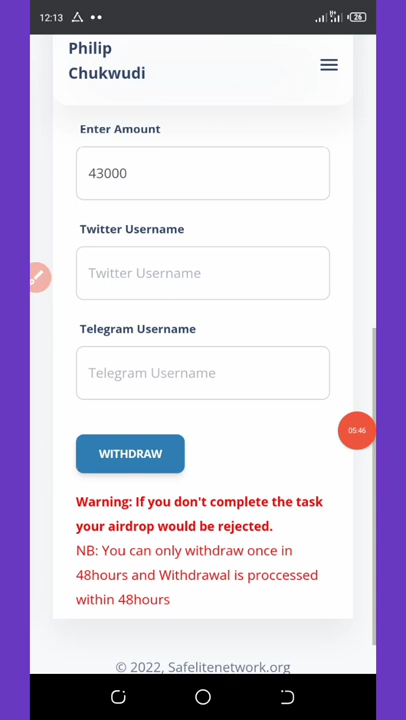 12:13
26
Philip
Chukwudi
Enter Amount
43000
Twitter Username
Twitter Username
Telegram Username
Telegram Username
05:46
WITHDRAW
Warning: If you don't complete the task
your airdrop would be rejected.
NB: You can only withdraw once in
48hours and Withdrawal is proccessed
within 48hours
© 2022, Safelitenetwork.org